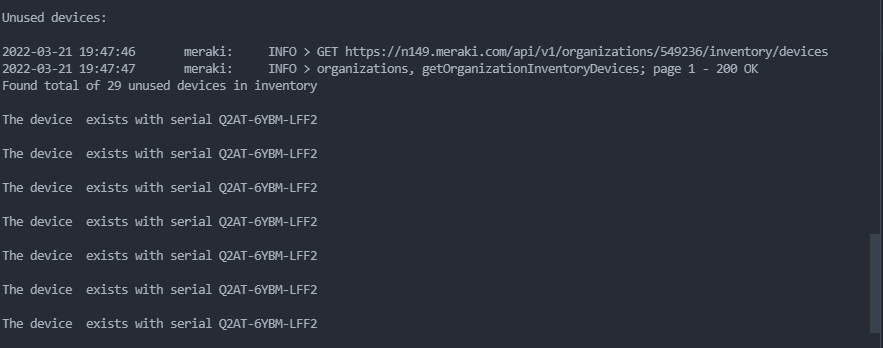 Unused devices:
2022-03-21 19:47:46       meraki:     INFO > GET https://n149.meraki.com/api/v1/organizations/549236/inventory/devices
2022-03-21 19:47:47       meraki:     INFO > organizations, getOrganizationInventoryDevices; page 1 - 200 OK
Found total of 29 unused devices in inventory
The device  exists with serial Q2AT-6YBM-LFF2
The device  exists with serial Q2AT-6YBM-LFF2
The device  exists with serial Q2AT-6YBM-LFF2
The device  exists with serial Q2AT-6YBM-LFF2
The device  exists with serial Q2AT-6YBM-LFF2
The device  exists with serial Q2AT-6YBM-LFF2
The device  exists with serial Q2AT-6YBM-LFF2